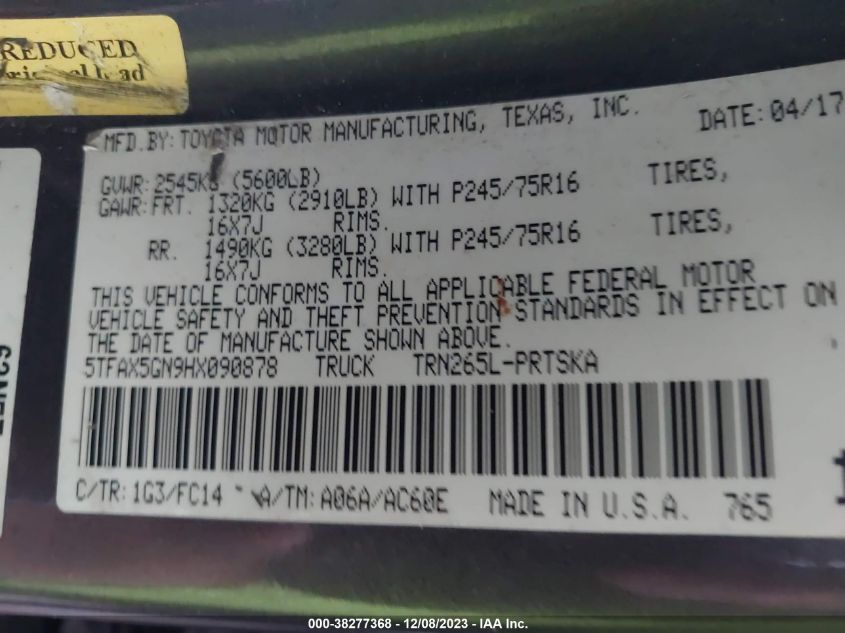 REDUCED
MFD.BY:TOYOTA MOTOR MANUFACTURING, TEXAS, INC. DATE:04/17
GVWR:2545KG (5600LB)
GAWR:FRT. 1320KG (2910LB) WITH P245/75R16 TIRES,
16X7J RIMS.
RR. 1490KG (3280LB) WITH P245/75R16 TIRES,
16X7J RIMS.
THIS VEHICLE CONFORMS TO ALL APPLICABLE FEDERAL MOTOR
VEHICLE SAFETY AND THEFT PREVENTION STANDARDS IN EFFECT ON
THE DATE OF MANUFACTURE SHOWN ABOVE.
5TFAX5GN9HX090878 TRUCK TRN265L-PRTSKA
C/TR:1G3/FC14 A/TM:A06A/AC60E MADE IN U.S.A. 765
000-38277368 - 12/08/2023 - IAA Inc.